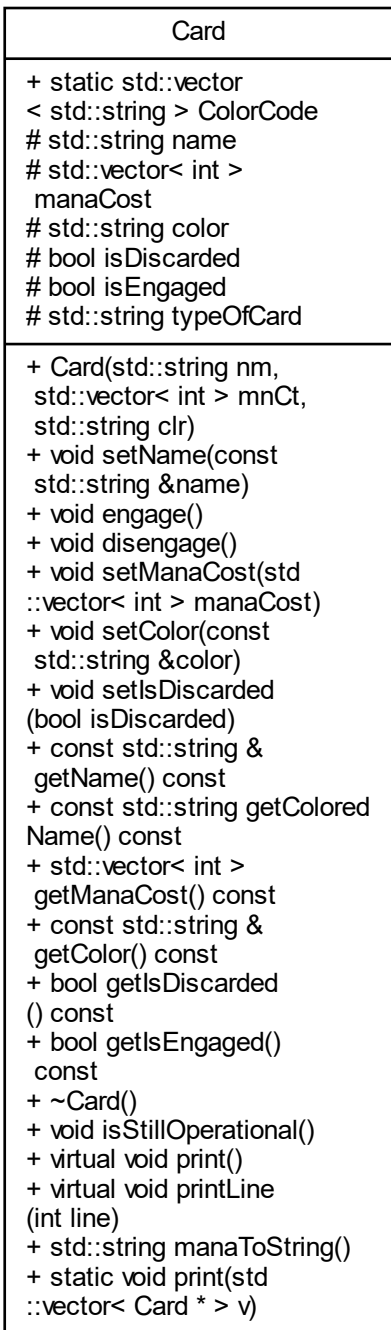 Card
+ static std::vector
< std::string > ColorCode
# std::string name
# std::vector< int >
manaCost
# std::string color
# bool isDiscarded
# bool isEngaged
# std::string typeOfCard
+ Card(std::string nm,
std::vector< int > mnCt,
std::string clr)
+ void setName(const
std::string &name)
+ void engage()
+ void disengage()
+ void setManaCost(std
::vector< int > manaCost)
+ void setColor(const
std::string &color)
+ void setIsDiscarded
(bool isDiscarded)
+ const std::string &
getName() const
+ const std::string getColored
Name() const
+ std::vector< int >
getManaCost() const
+ const std::string &
getColor() const
+ bool getIsDiscarded
() const
+ bool getIsEngaged()
const
+ ~Card()
+ void isStillOperational()
+ virtual void print()
+ virtual void printLine
(int line)
+ std::string manaToString()
+ static void print(std
::vector< Card * > v)